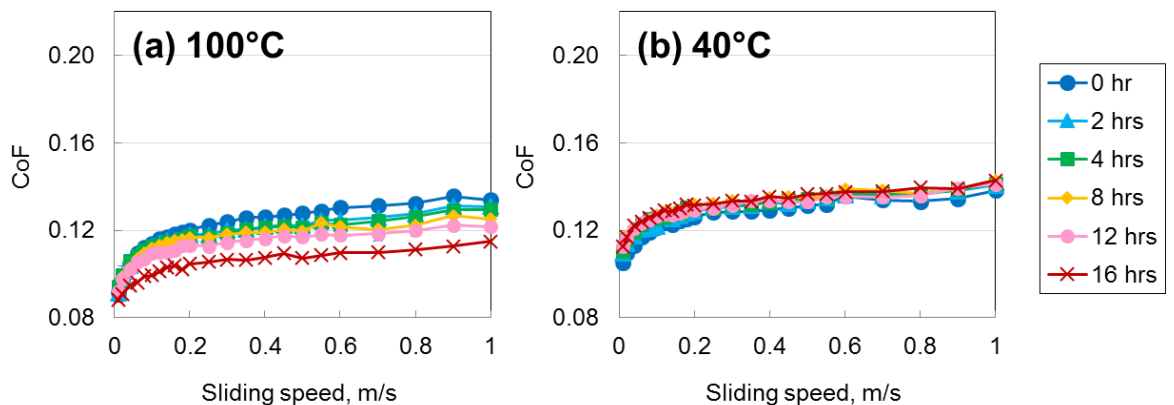 (a) 100°C
0.20
0.16
0.12
0.08
CoF
0 0.2 0.4 0.6 0.8 1
Sliding speed, m/s
(b) 40°C
0.20
0.16
0.12
0.08
CoF
0 0.2 0.4 0.6 0.8 1
Sliding speed, m/s
0 hr
2 hrs
4 hrs
8 hrs
12 hrs
16 hrs